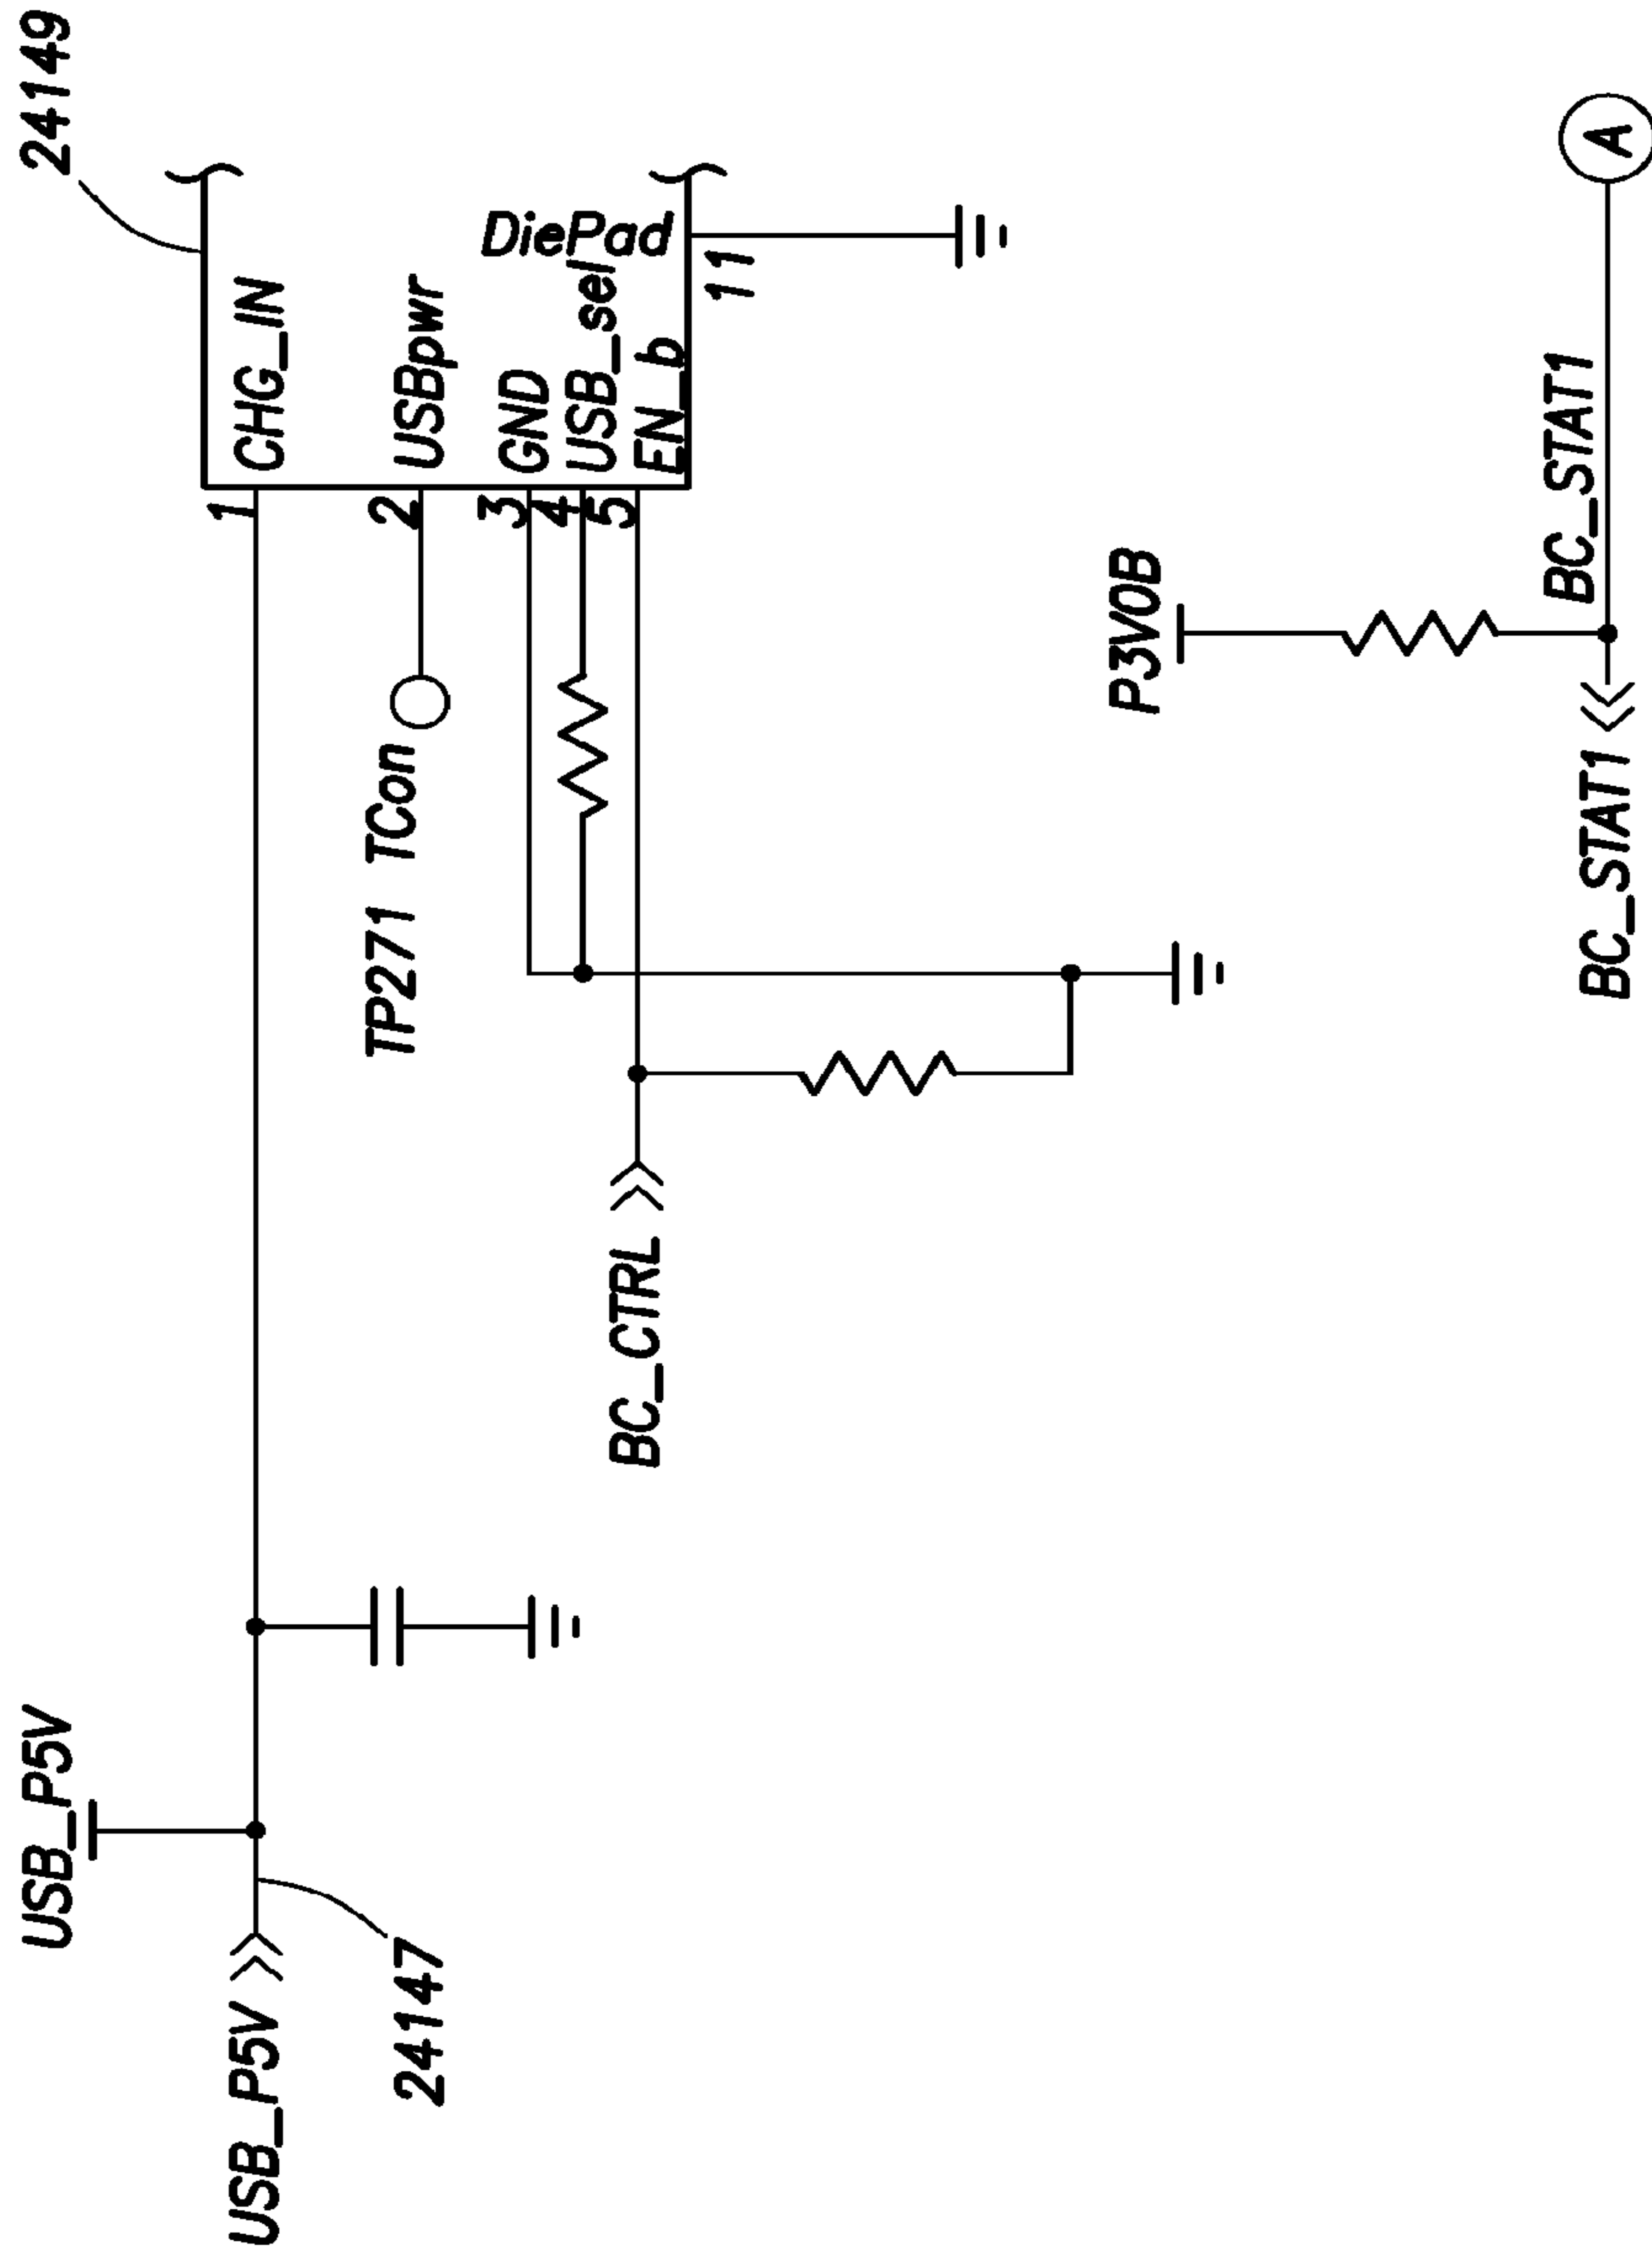 24149
CHG_IN
USBpwr
GND
USB_sel
EN_b
DiePad
11
1
2
3
4
5
TP271 TCon
BC_CTRL
USB_P5V
USB_P5V
24147
P3V0B
BC_STAT1
BC_STAT1
A